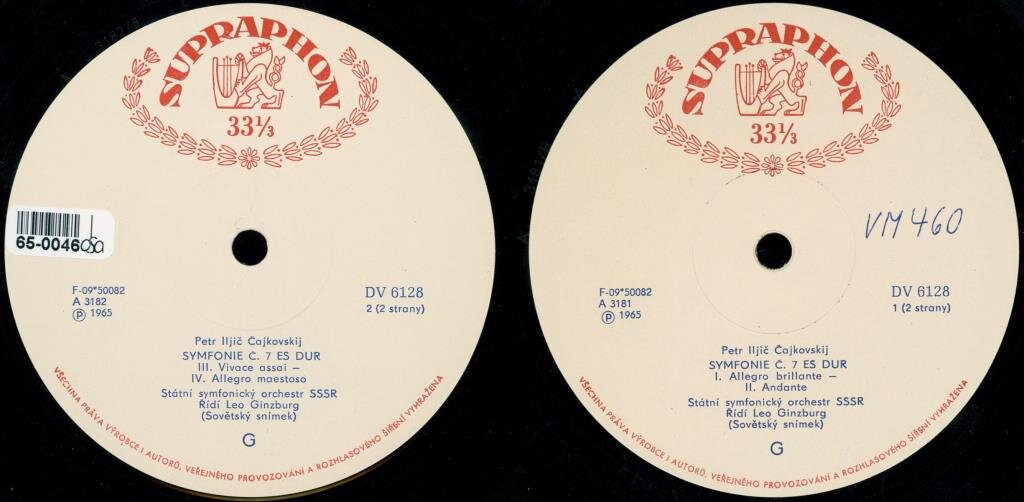 SUPRAPHON
33⅓
65-0046
F-09*50082
A 3182
Ⓟ 1965
DV 6128
2 (2 strany)
Petr Iljič Čajkovskij
SYMFONIE Č. 7 ES DUR
III. Vivace assai –
IV. Allegro maestoso
Státní symfonický orchestr SSSR
Řídí Leo Ginzburg
(Sovětský snímek)
G
VŠECHNA PRÁVA VÝROBCE I AUTORŮ, VEŘEJNÉHO PROVOZOVÁNÍ A ROZHLASOVÉHO ŠÍŘENÍ VYHRAŽENA
SUPRAPHON
33⅓
VM 460
F-09*50082
A 3181
Ⓟ 1965
DV 6128
1 (2 strany)
Petr Iljič Čajkovskij
SYMFONIE Č. 7 ES DUR
I. Allegro brillante –
II. Andante
Státní symfonický orchestr SSSR
Řídí Leo Ginzburg
(Sovětský snímek)
G
VŠECHNA PRÁVA VÝROBCE I AUTORŮ, VEŘEJNÉHO PROVOZOVÁNÍ A ROZHLASOVÉHO ŠÍŘENÍ VYHRAŽENA